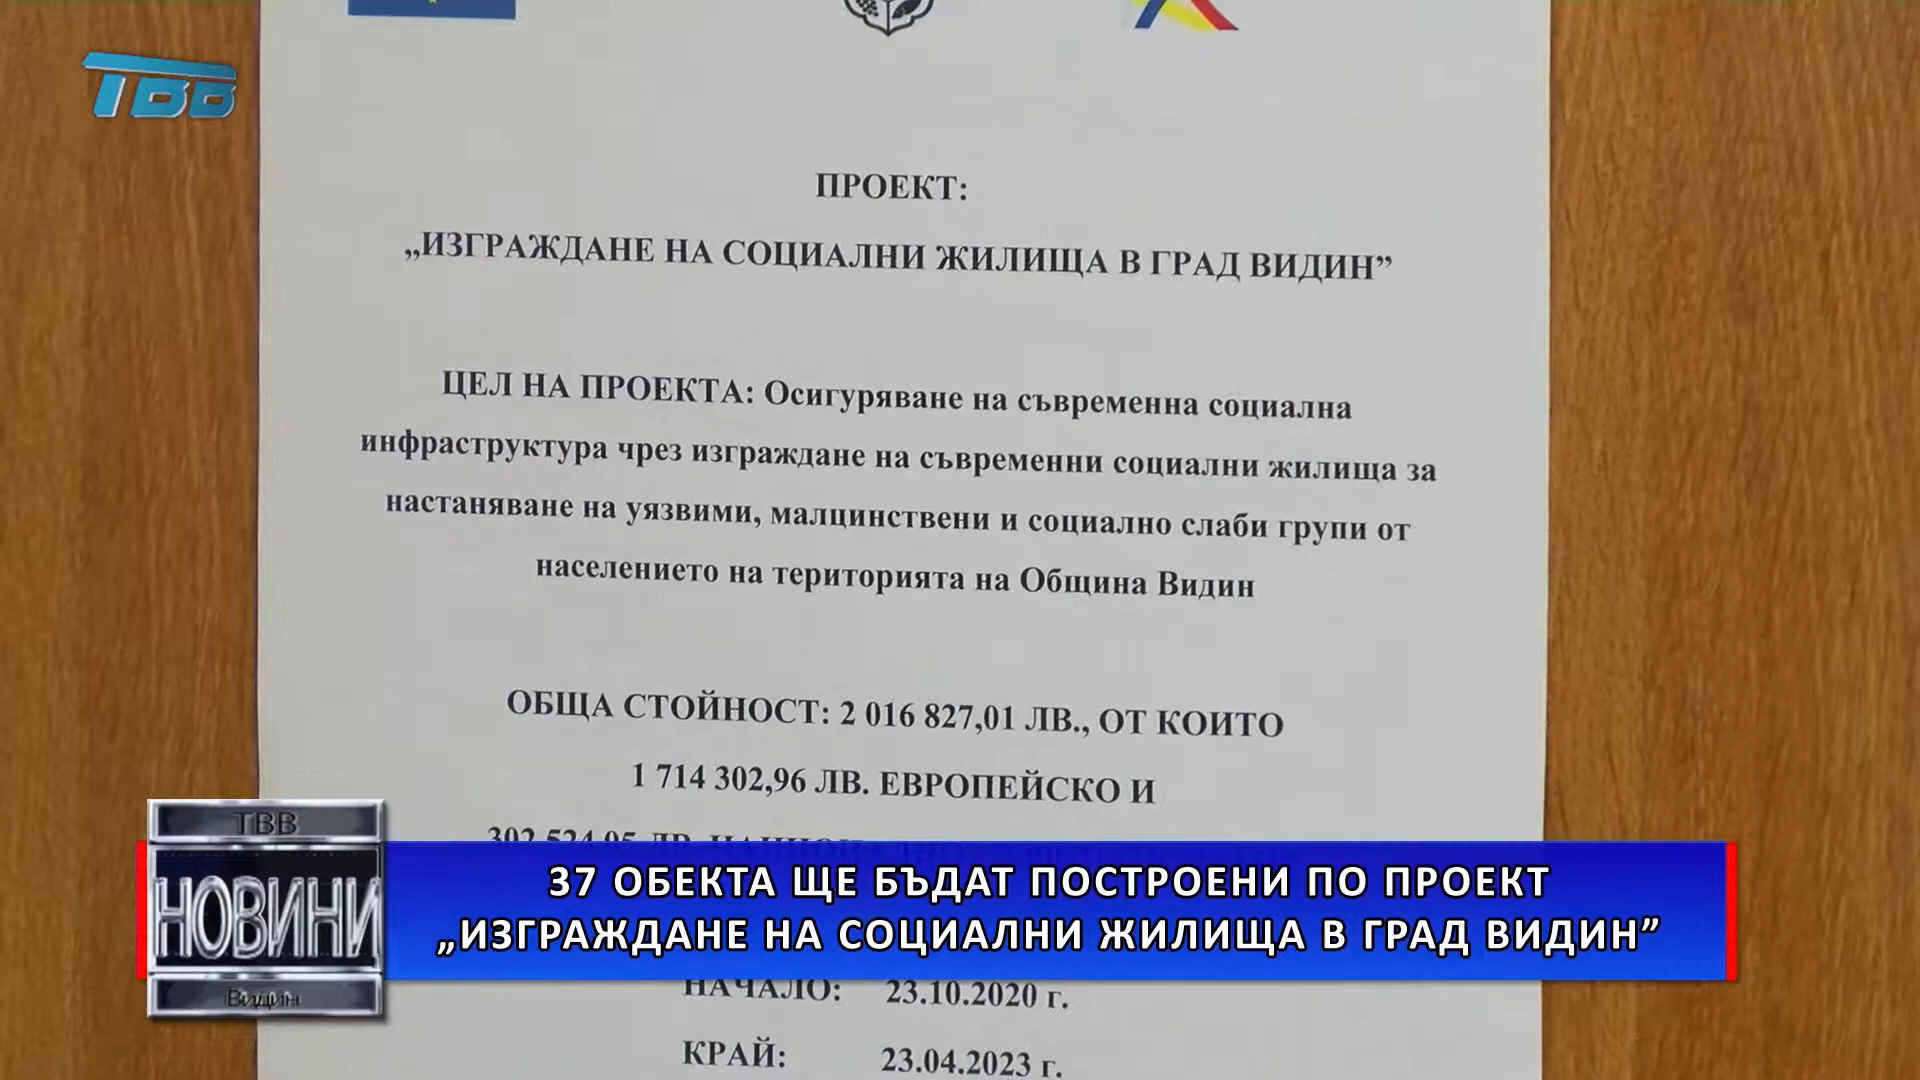 ТВВ
ПРОЕКТ:
„ИЗГРАЖДАНЕ НА СОЦИАЛНИ ЖИЛИЩА В ГРАД ВИДИН”
ЦЕЛ НА ПРОЕКТА: Осигуряване на съвременна социална
инфраструктура чрез изграждане на съвременни социални жилища за
настаняване на уязвими, малцинствени и социално слаби групи от
населението на територията на Община Видин
ОБЩА СТОЙНОСТ: 2 016 827,01 ЛВ., ОТ КОИТО
1 714 302,96 ЛВ. ЕВРОПЕЙСКО И
302 524,05 ЛВ.
ТВВ
НОВИНИ
Видин
37 ОБЕКТА ЩЕ БЪДАТ ПОСТРОЕНИ ПО ПРОЕКТ
„ИЗГРАЖДАНЕ НА СОЦИАЛНИ ЖИЛИЩА В ГРАД ВИДИН”
НАЧАЛО: 23.10.2020 г.
КРАЙ: 23.04.2023 г.